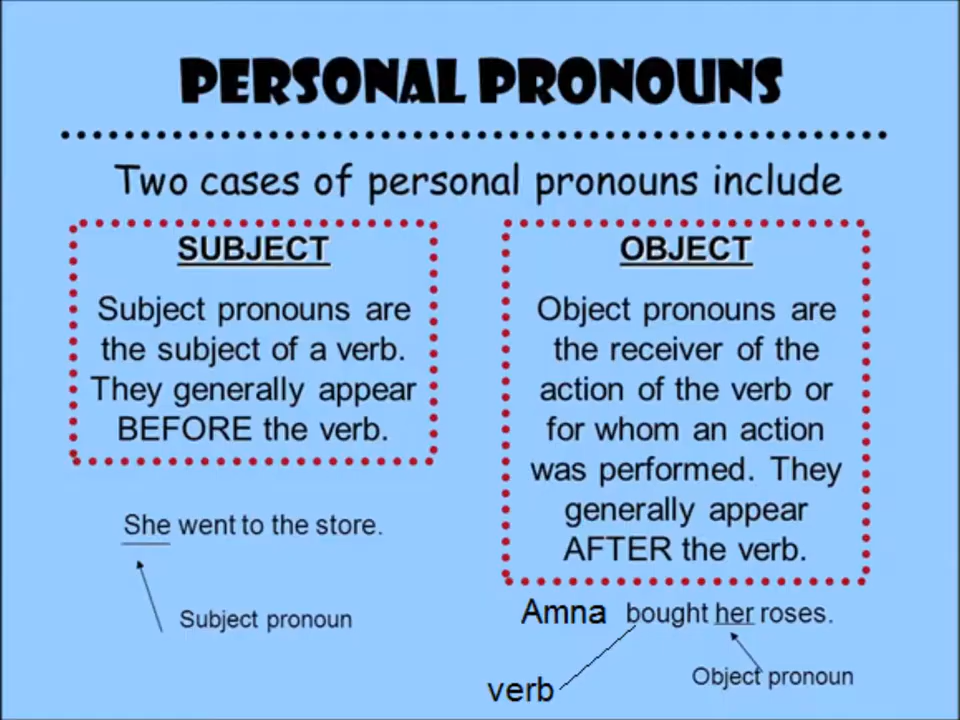 PERSONAL PRONOUNS
Two cases of personal pronouns include
SUBJECT
Subject pronouns are
the subject of a verb.
They generally appear
BEFORE the verb.
She went to the store.
Subject pronoun
OBJECT
Object pronouns are
the receiver of the
action of the verb or
for whom an action
was performed. They
generally appear
AFTER the verb.
Amna bought her roses.
Object pronoun
verb